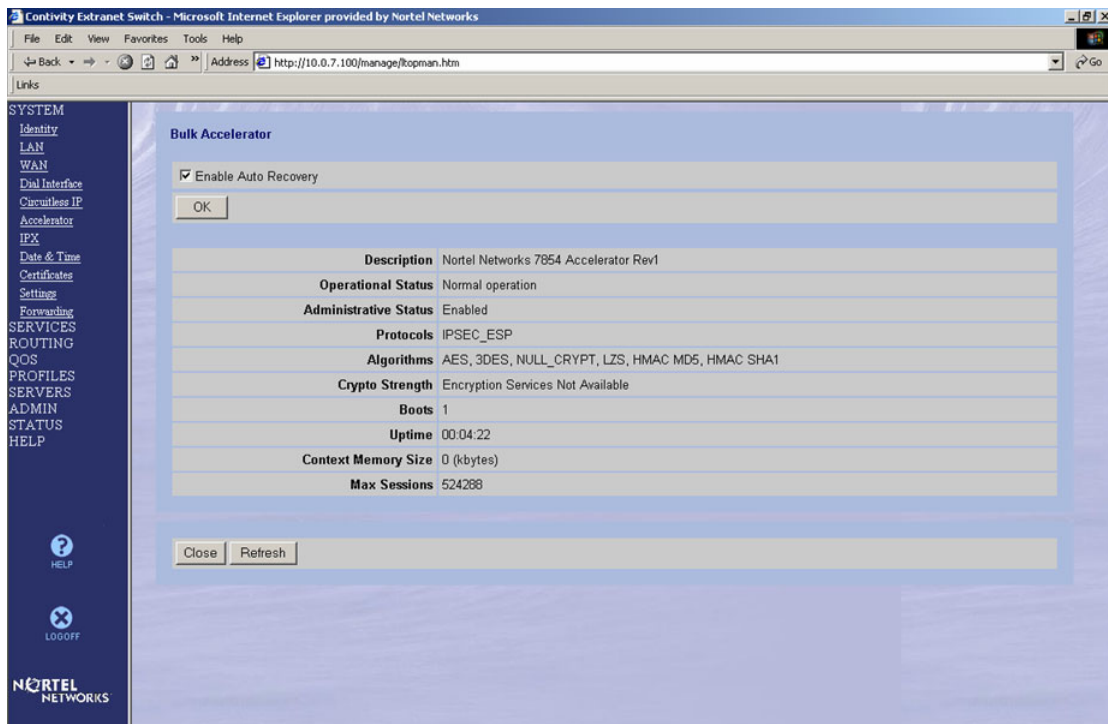 Contivity Extranet Switch - Microsoft Internet Explorer provided by Nortel Networks
File Edit View Favorites Tools Help
Back Address http://10.0.7.100/manage/ltopman.htm Go
Links
SYSTEM
Identity
LAN
WAN
Dial Interface
Circuitless IP
Accelerator
IPX
Date & Time
Certificates
Settings
Forwarding
SERVICES
ROUTING
QOS
PROFILES
SERVERS
ADMIN
STATUS
HELP
HELP
LOGOFF
NORTEL
NETWORKS
Bulk Accelerator
Enable Auto Recovery
OK
Description Nortel Networks 7854 Accelerator Rev1
Operational Status Normal operation
Administrative Status Enabled
Protocols IPSEC_ESP
Algorithms AES, 3DES, NULL_CRYPT, LZS, HMAC MD5, HMAC SHA1
Crypto Strength Encryption Services Not Available
Boots 1
Uptime 00:04:22
Context Memory Size 0 (kbytes)
Max Sessions 524288
Close Refresh